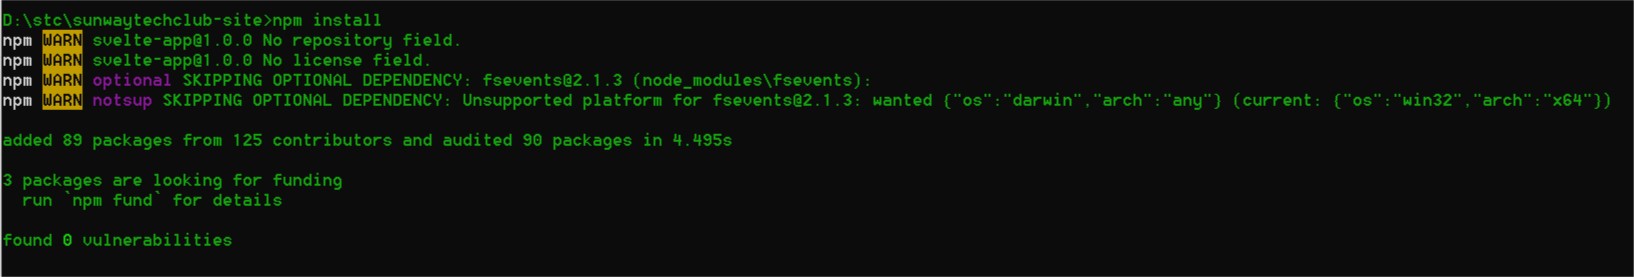 D:\stc\sunwaytechclub-site>npm install
npm WARN svelte-app@1.0.0 No repository field.
npm WARN svelte-app@1.0.0 No license field.
npm WARN optional SKIPPING OPTIONAL DEPENDENCY: fsevents@2.1.3 (node_modules\fsevents):
npm WARN notsup SKIPPING OPTIONAL DEPENDENCY: Unsupported platform for fsevents@2.1.3: wanted {"os":"darwin","arch":"any"} (current: {"os":"win32","arch":"x64"})
added 89 packages from 125 contributors and audited 90 packages in 4.495s
3 packages are looking for funding
run `npm fund` for details
found 0 vulnerabilities